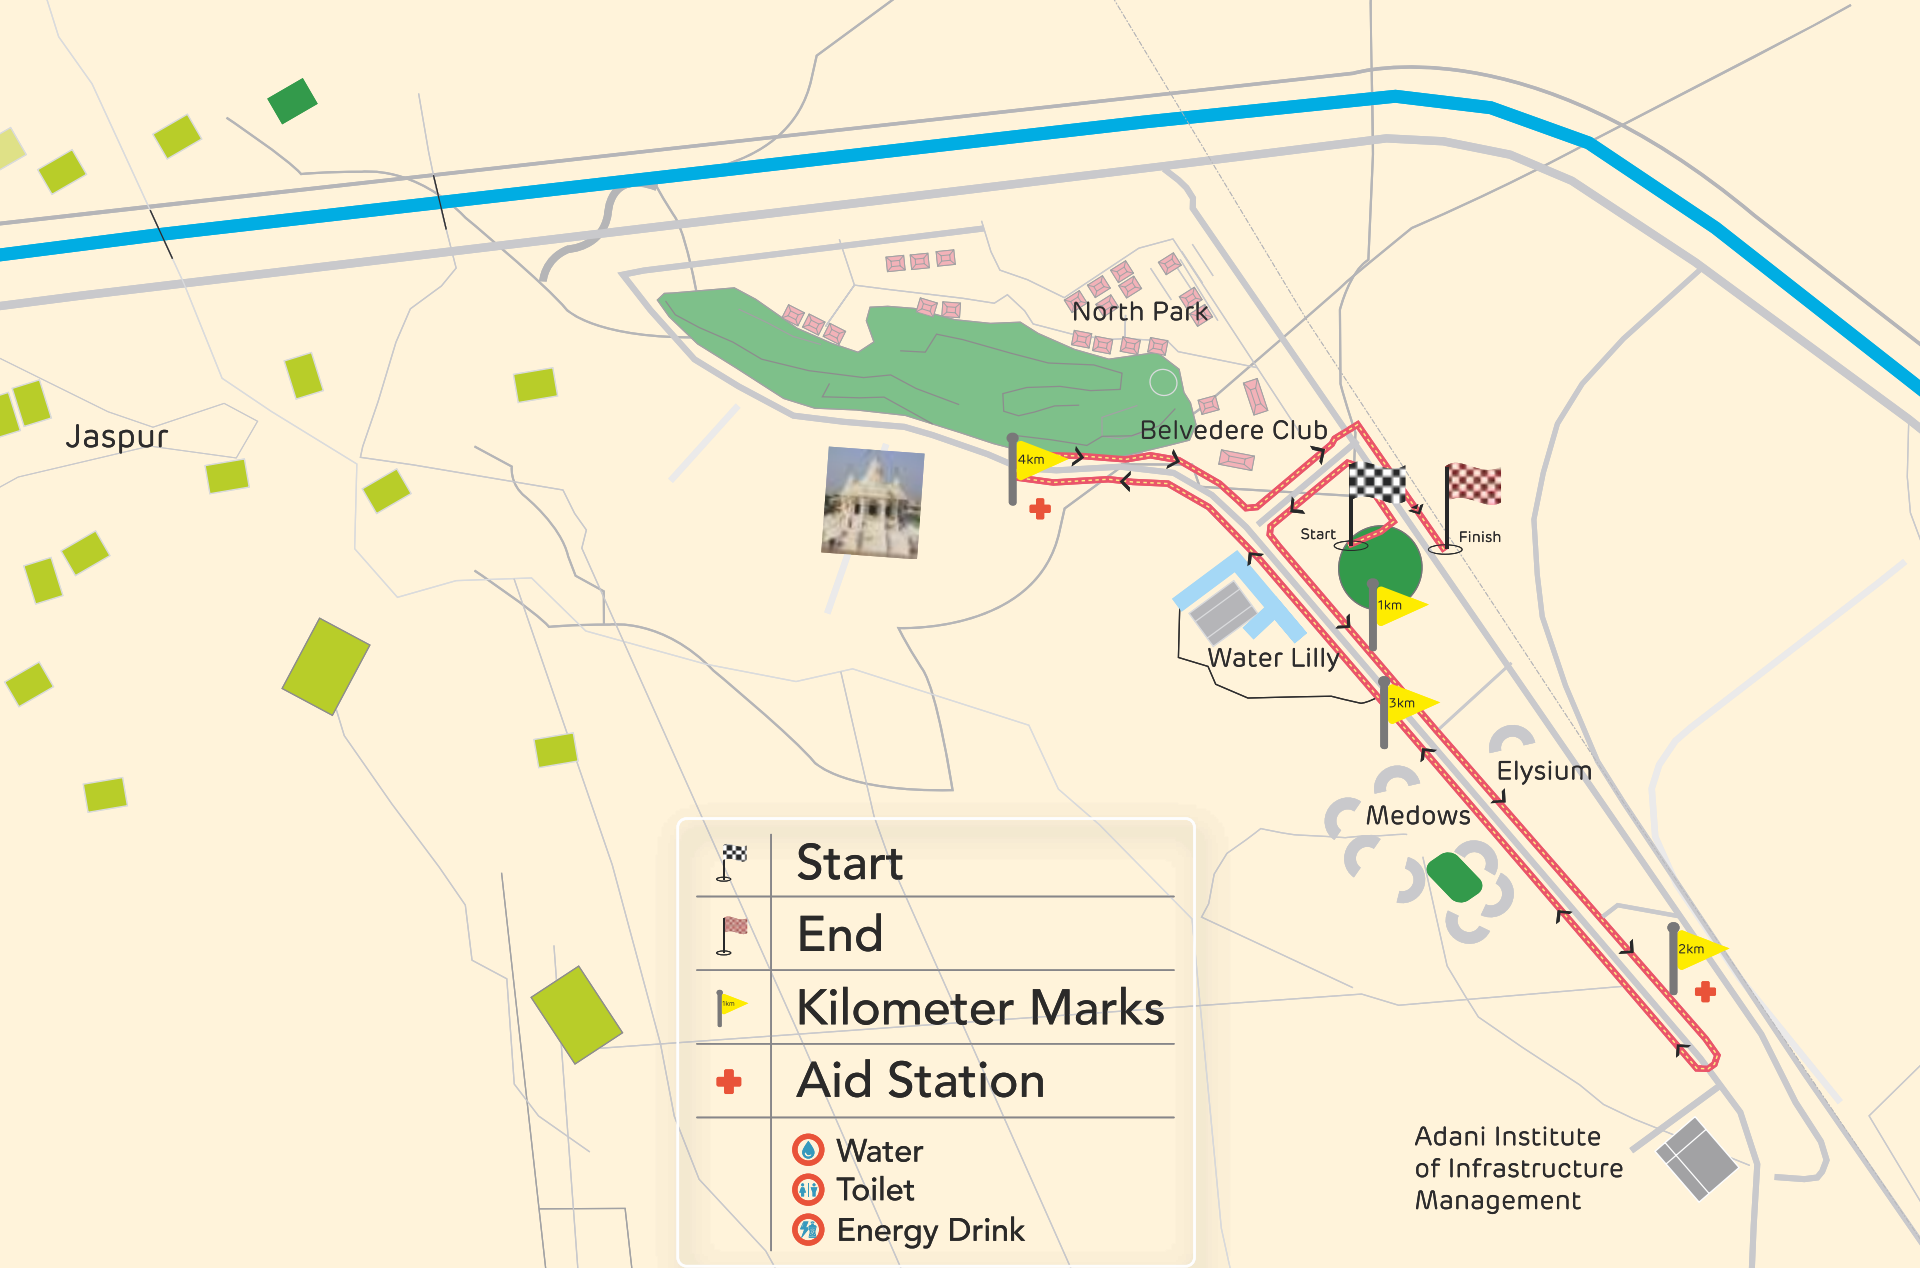 North Park
Jaspur
Belvedere Club
4km
Start
Finish
1km
Water Lilly
3km
Elysium
Medows
2km
Start
End
1km
Kilometer Marks
Aid Station
Water
Toilet
Energy Drink
Adani Institute
of Infrastructure
Management